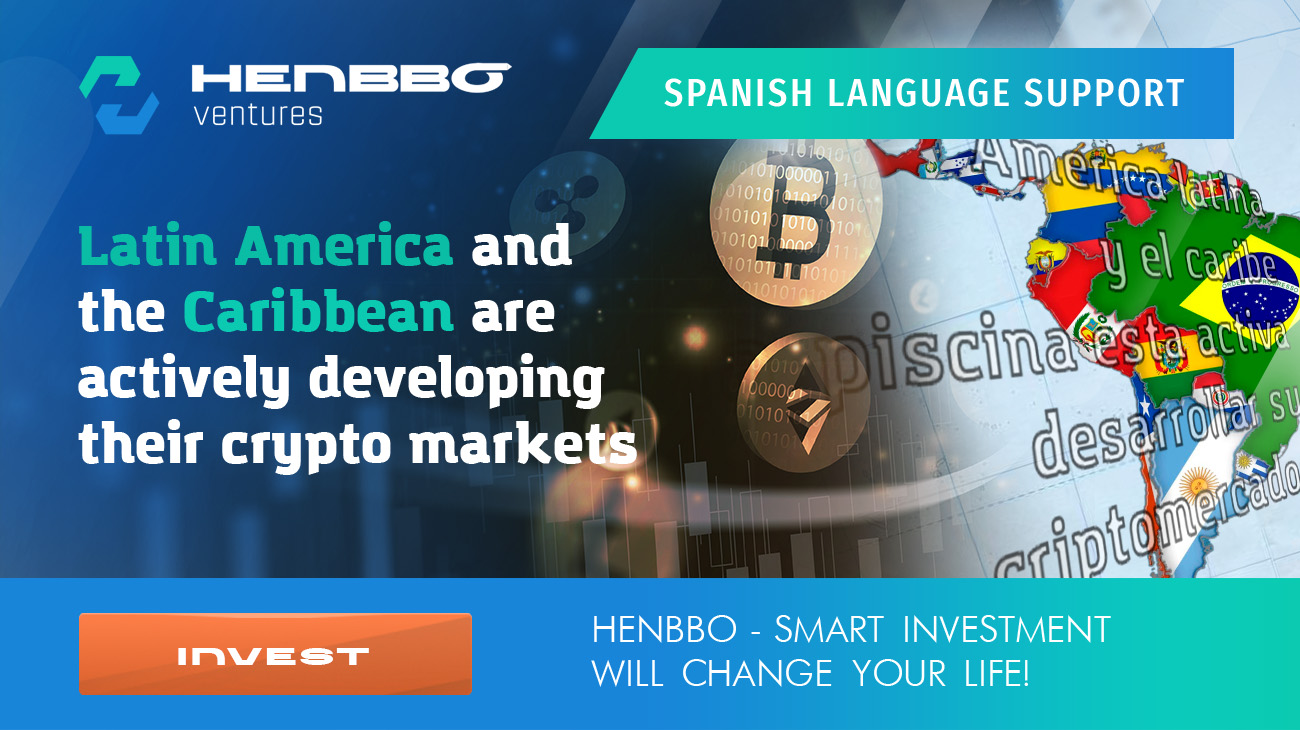 HENBBO
ventures
SPANISH LANGUAGE SUPPORT
Latin America and
the Caribbean are
actively developing
their crypto markets
America latina
y el caribe
piscina esta activa
desarrollar su
criptomercado
INVEST
HENBBO - SMART INVESTMENT
WILL CHANGE YOUR LIFE!